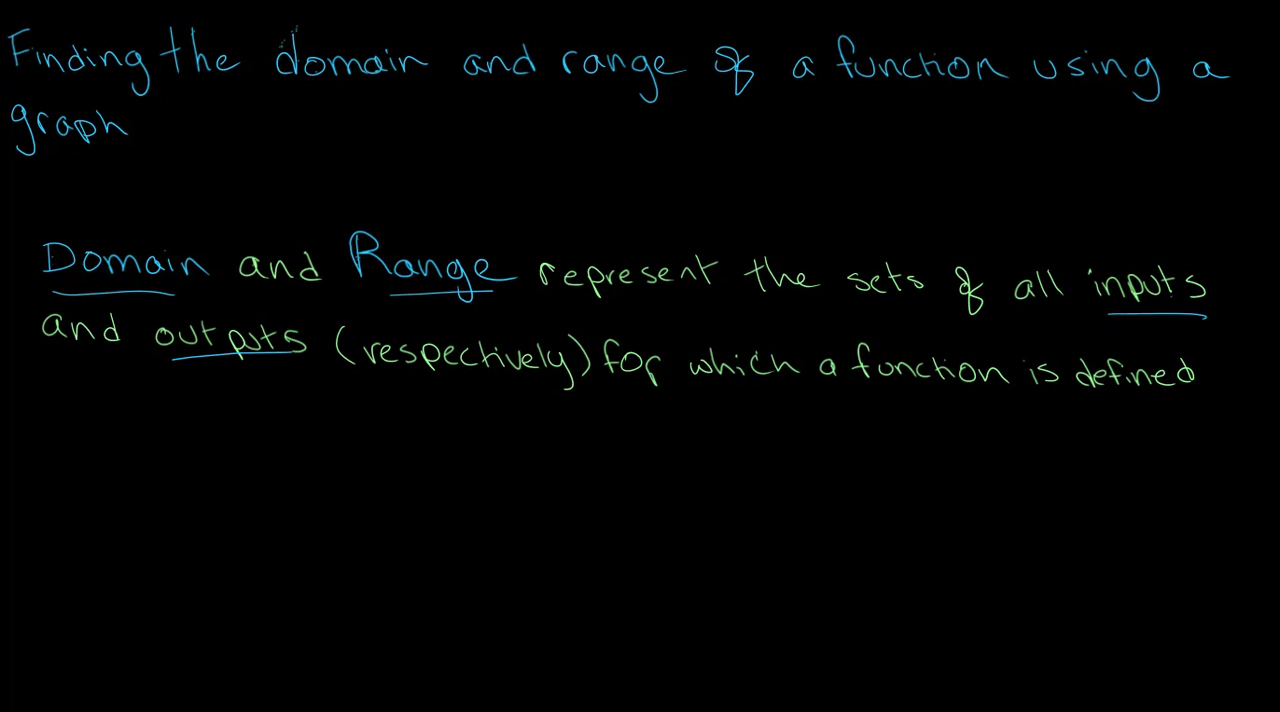 Finding the domain and range of a function using a
graph
Domain and Range represent the sets of all inputs
and outputs (respectively) for which a function is defined